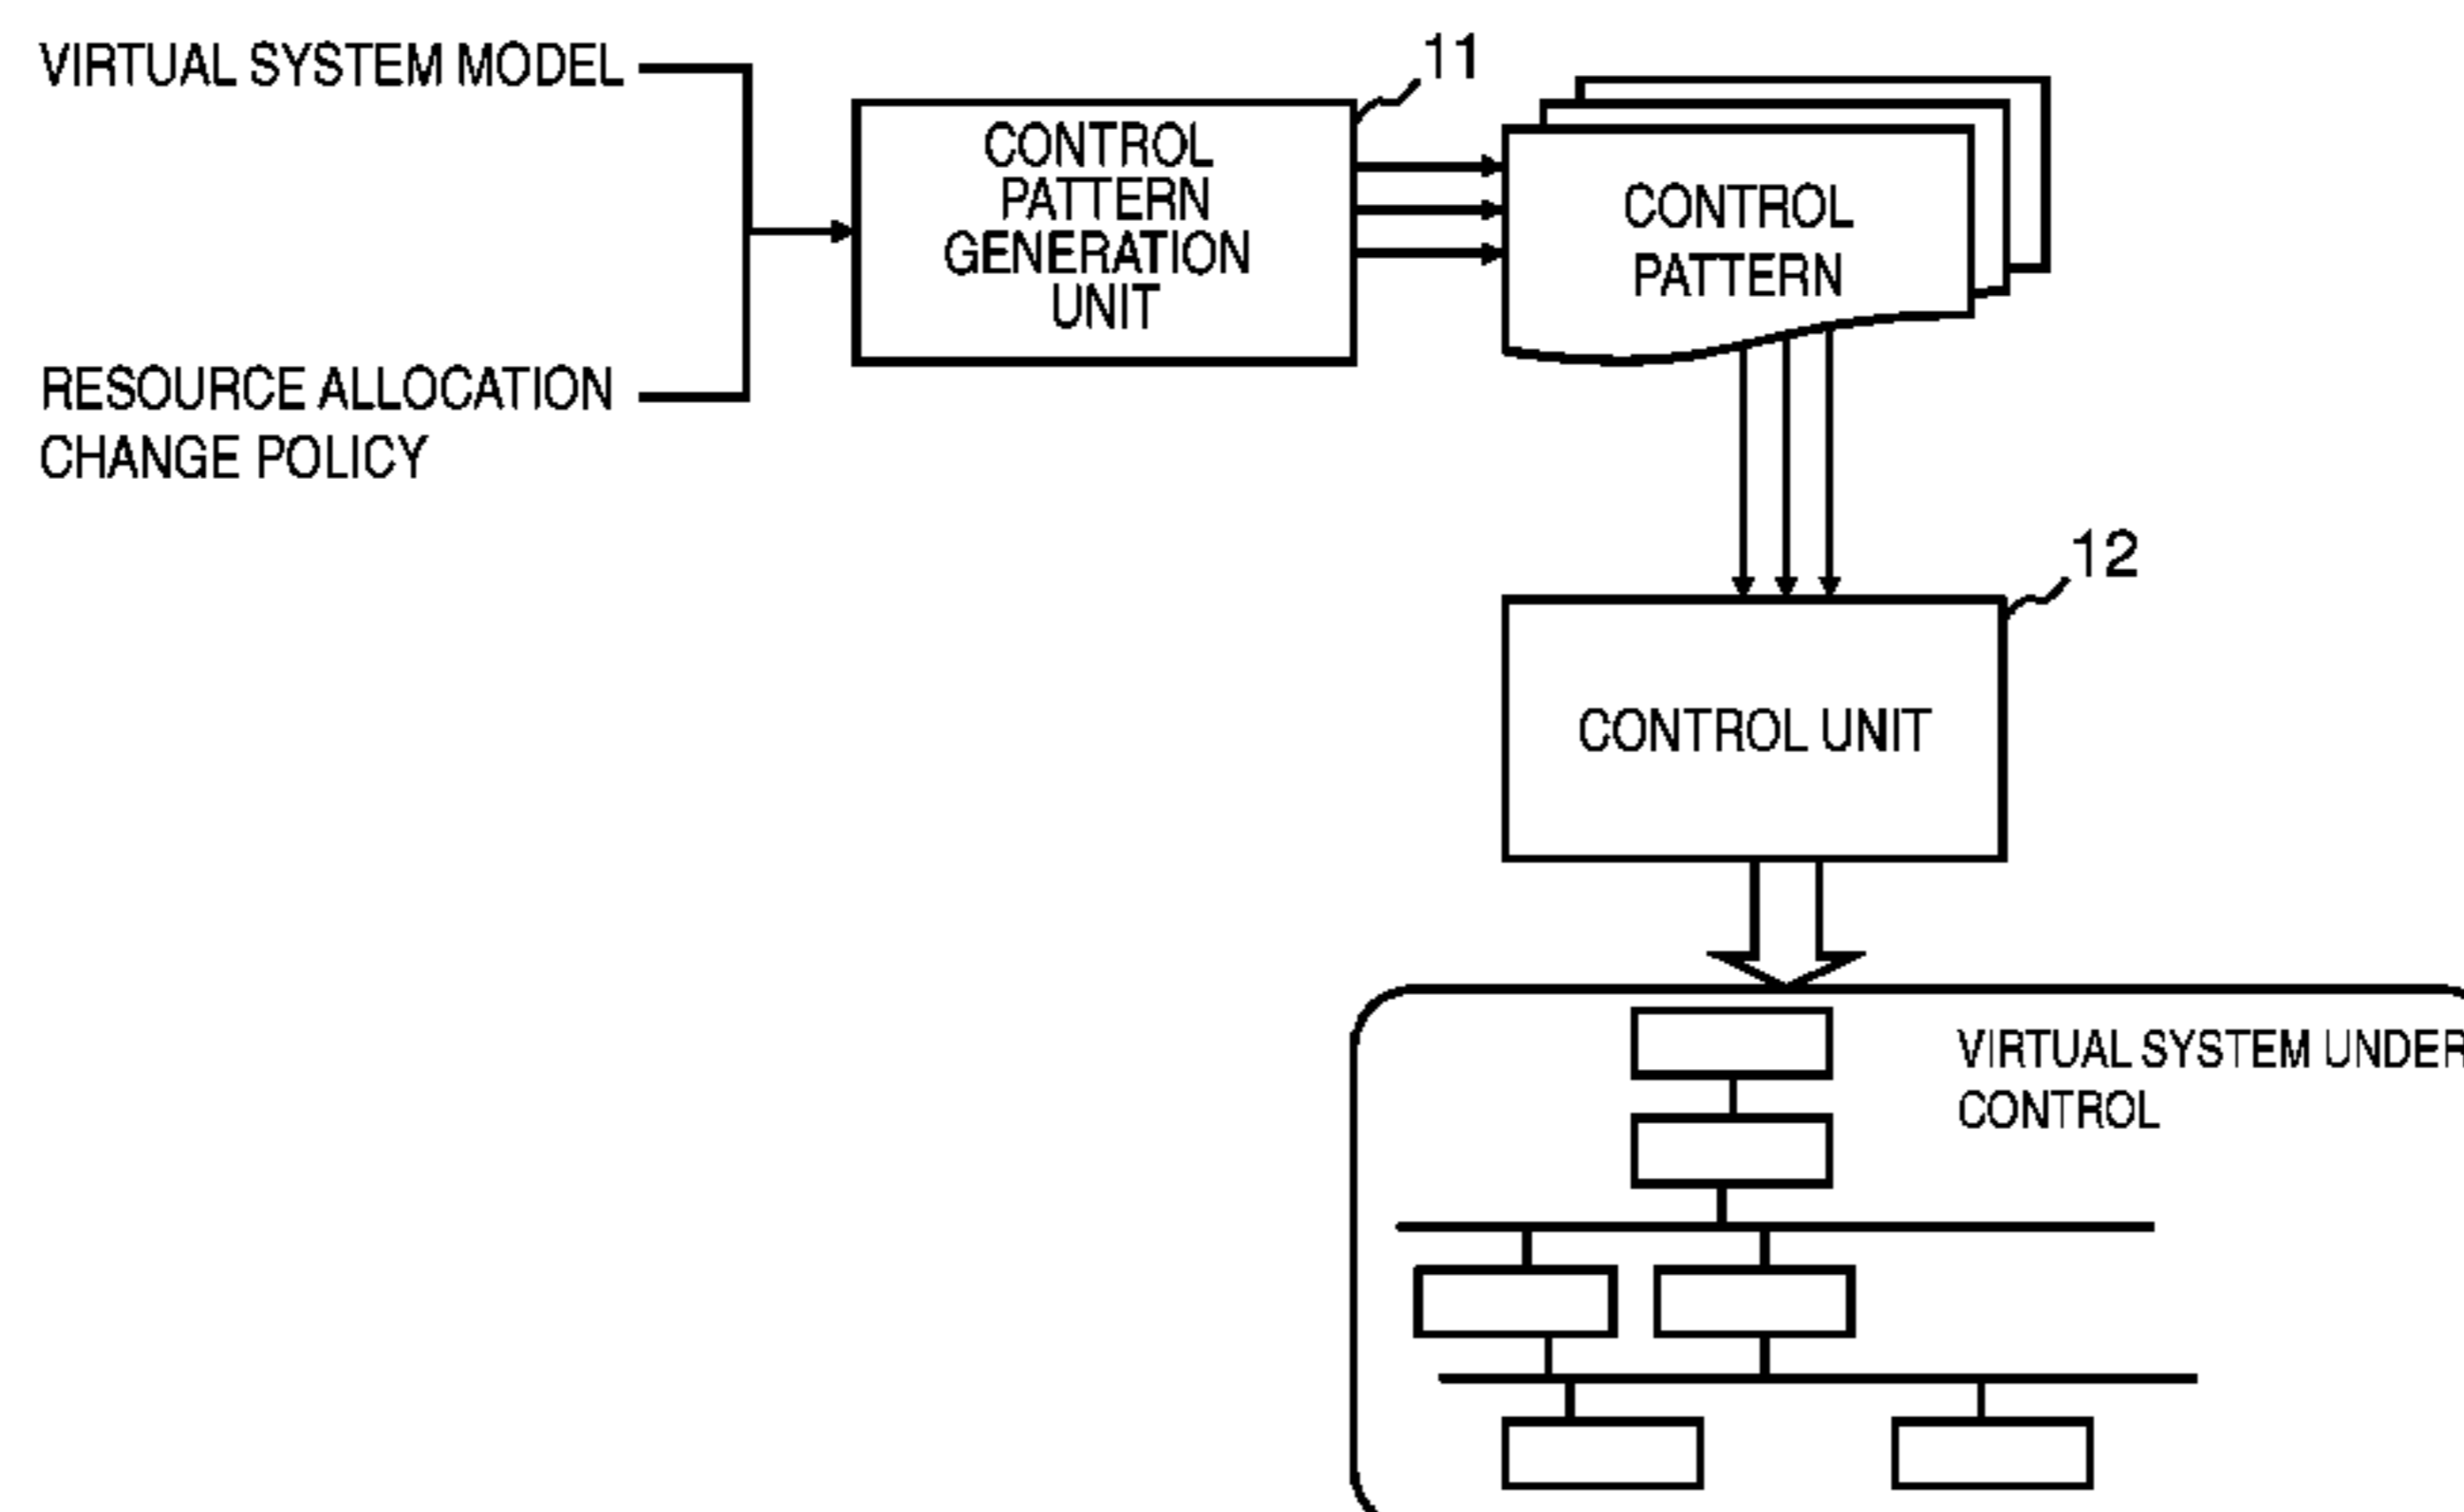 VIRTUAL SYSTEM MODEL
RESOURCE ALLOCATION
CHANGE POLICY
11
CONTROL
PATTERN
GENERATION
UNIT
CONTROL
PATTERN
12
CONTROL UNIT
VIRTUAL SYSTEM UNDER
CONTROL